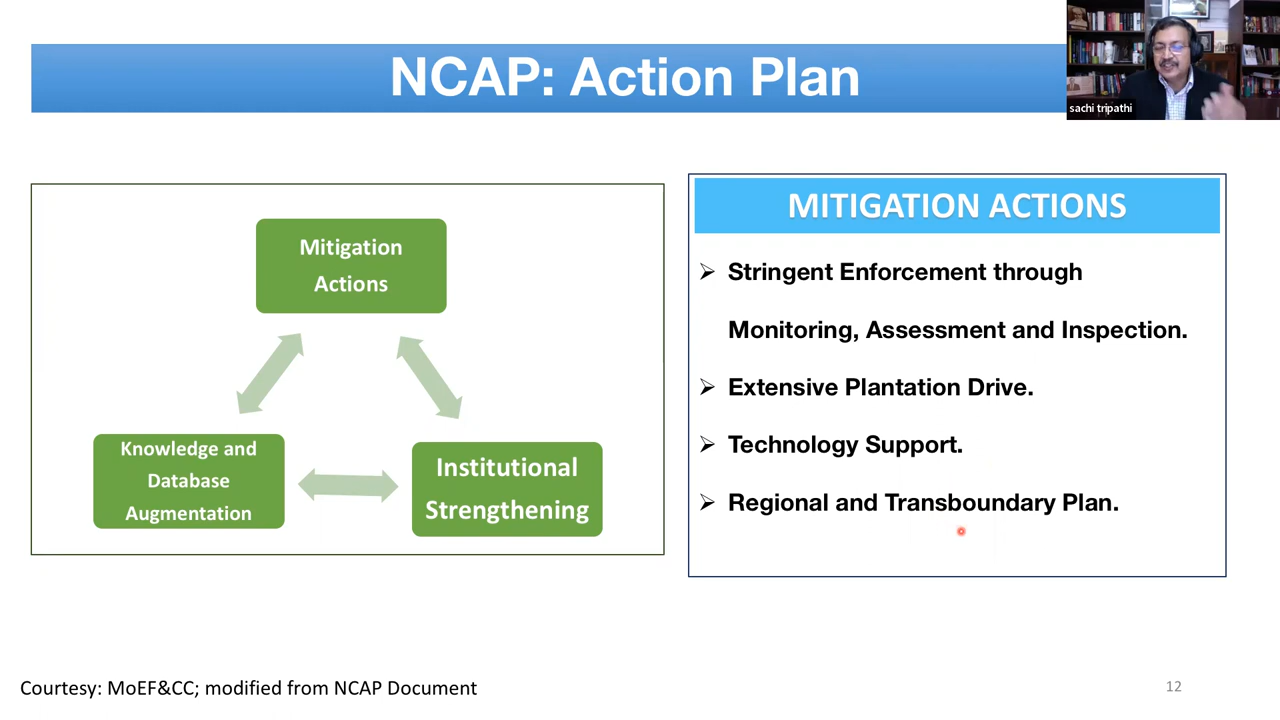 NCAP: Action Plan
sachi tripathi
Mitigation
Actions
Knowledge and
Database
Augmentation
Institutional
Strengthening
MITIGATION ACTIONS
➢ Stringent Enforcement through
Monitoring, Assessment and Inspection.
➢ Extensive Plantation Drive.
➢ Technology Support.
➢ Regional and Transboundary Plan.
Courtesy: MoEF&CC; modified from NCAP Document
12